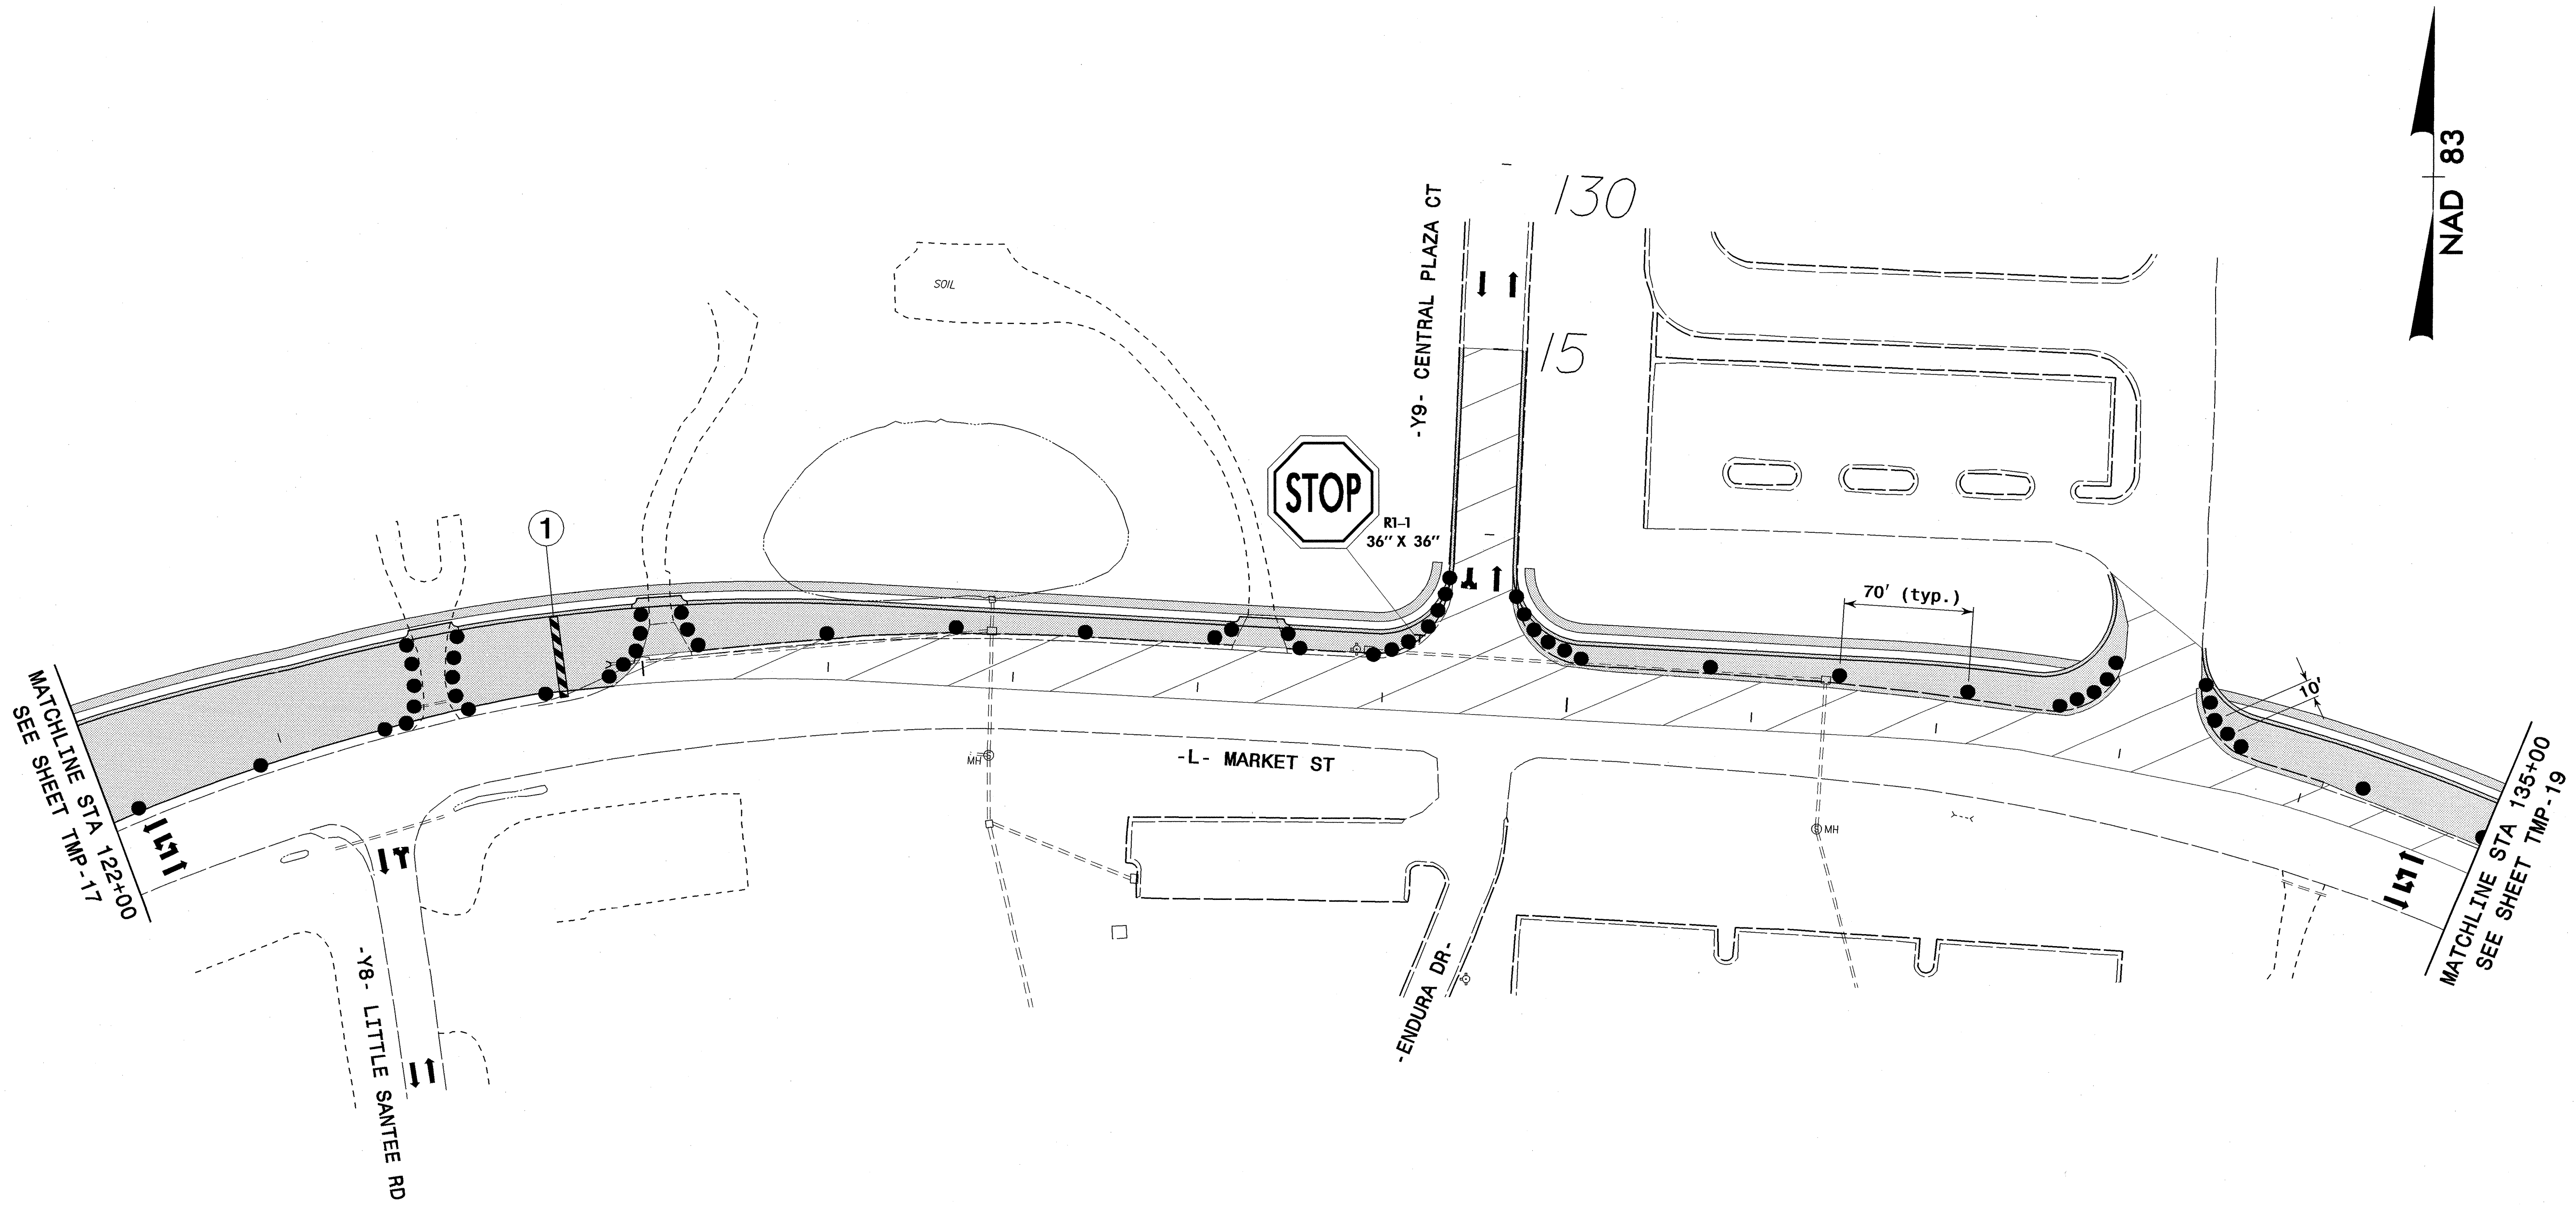 NAD 83
-Y9- CENTRAL PLAZA CT
130
15
SOIL
STOP
R1-1
36" X 36"
1
70' (typ.)
10'
MATCHLINE STA 122+00
SEE SHEET TMP-17
-L- MARKET ST
MH
MH
MATCHLINE STA 135+00
SEE SHEET TMP-19
-Y8- LITTLE SANTEE RD
-ENDURA DR-